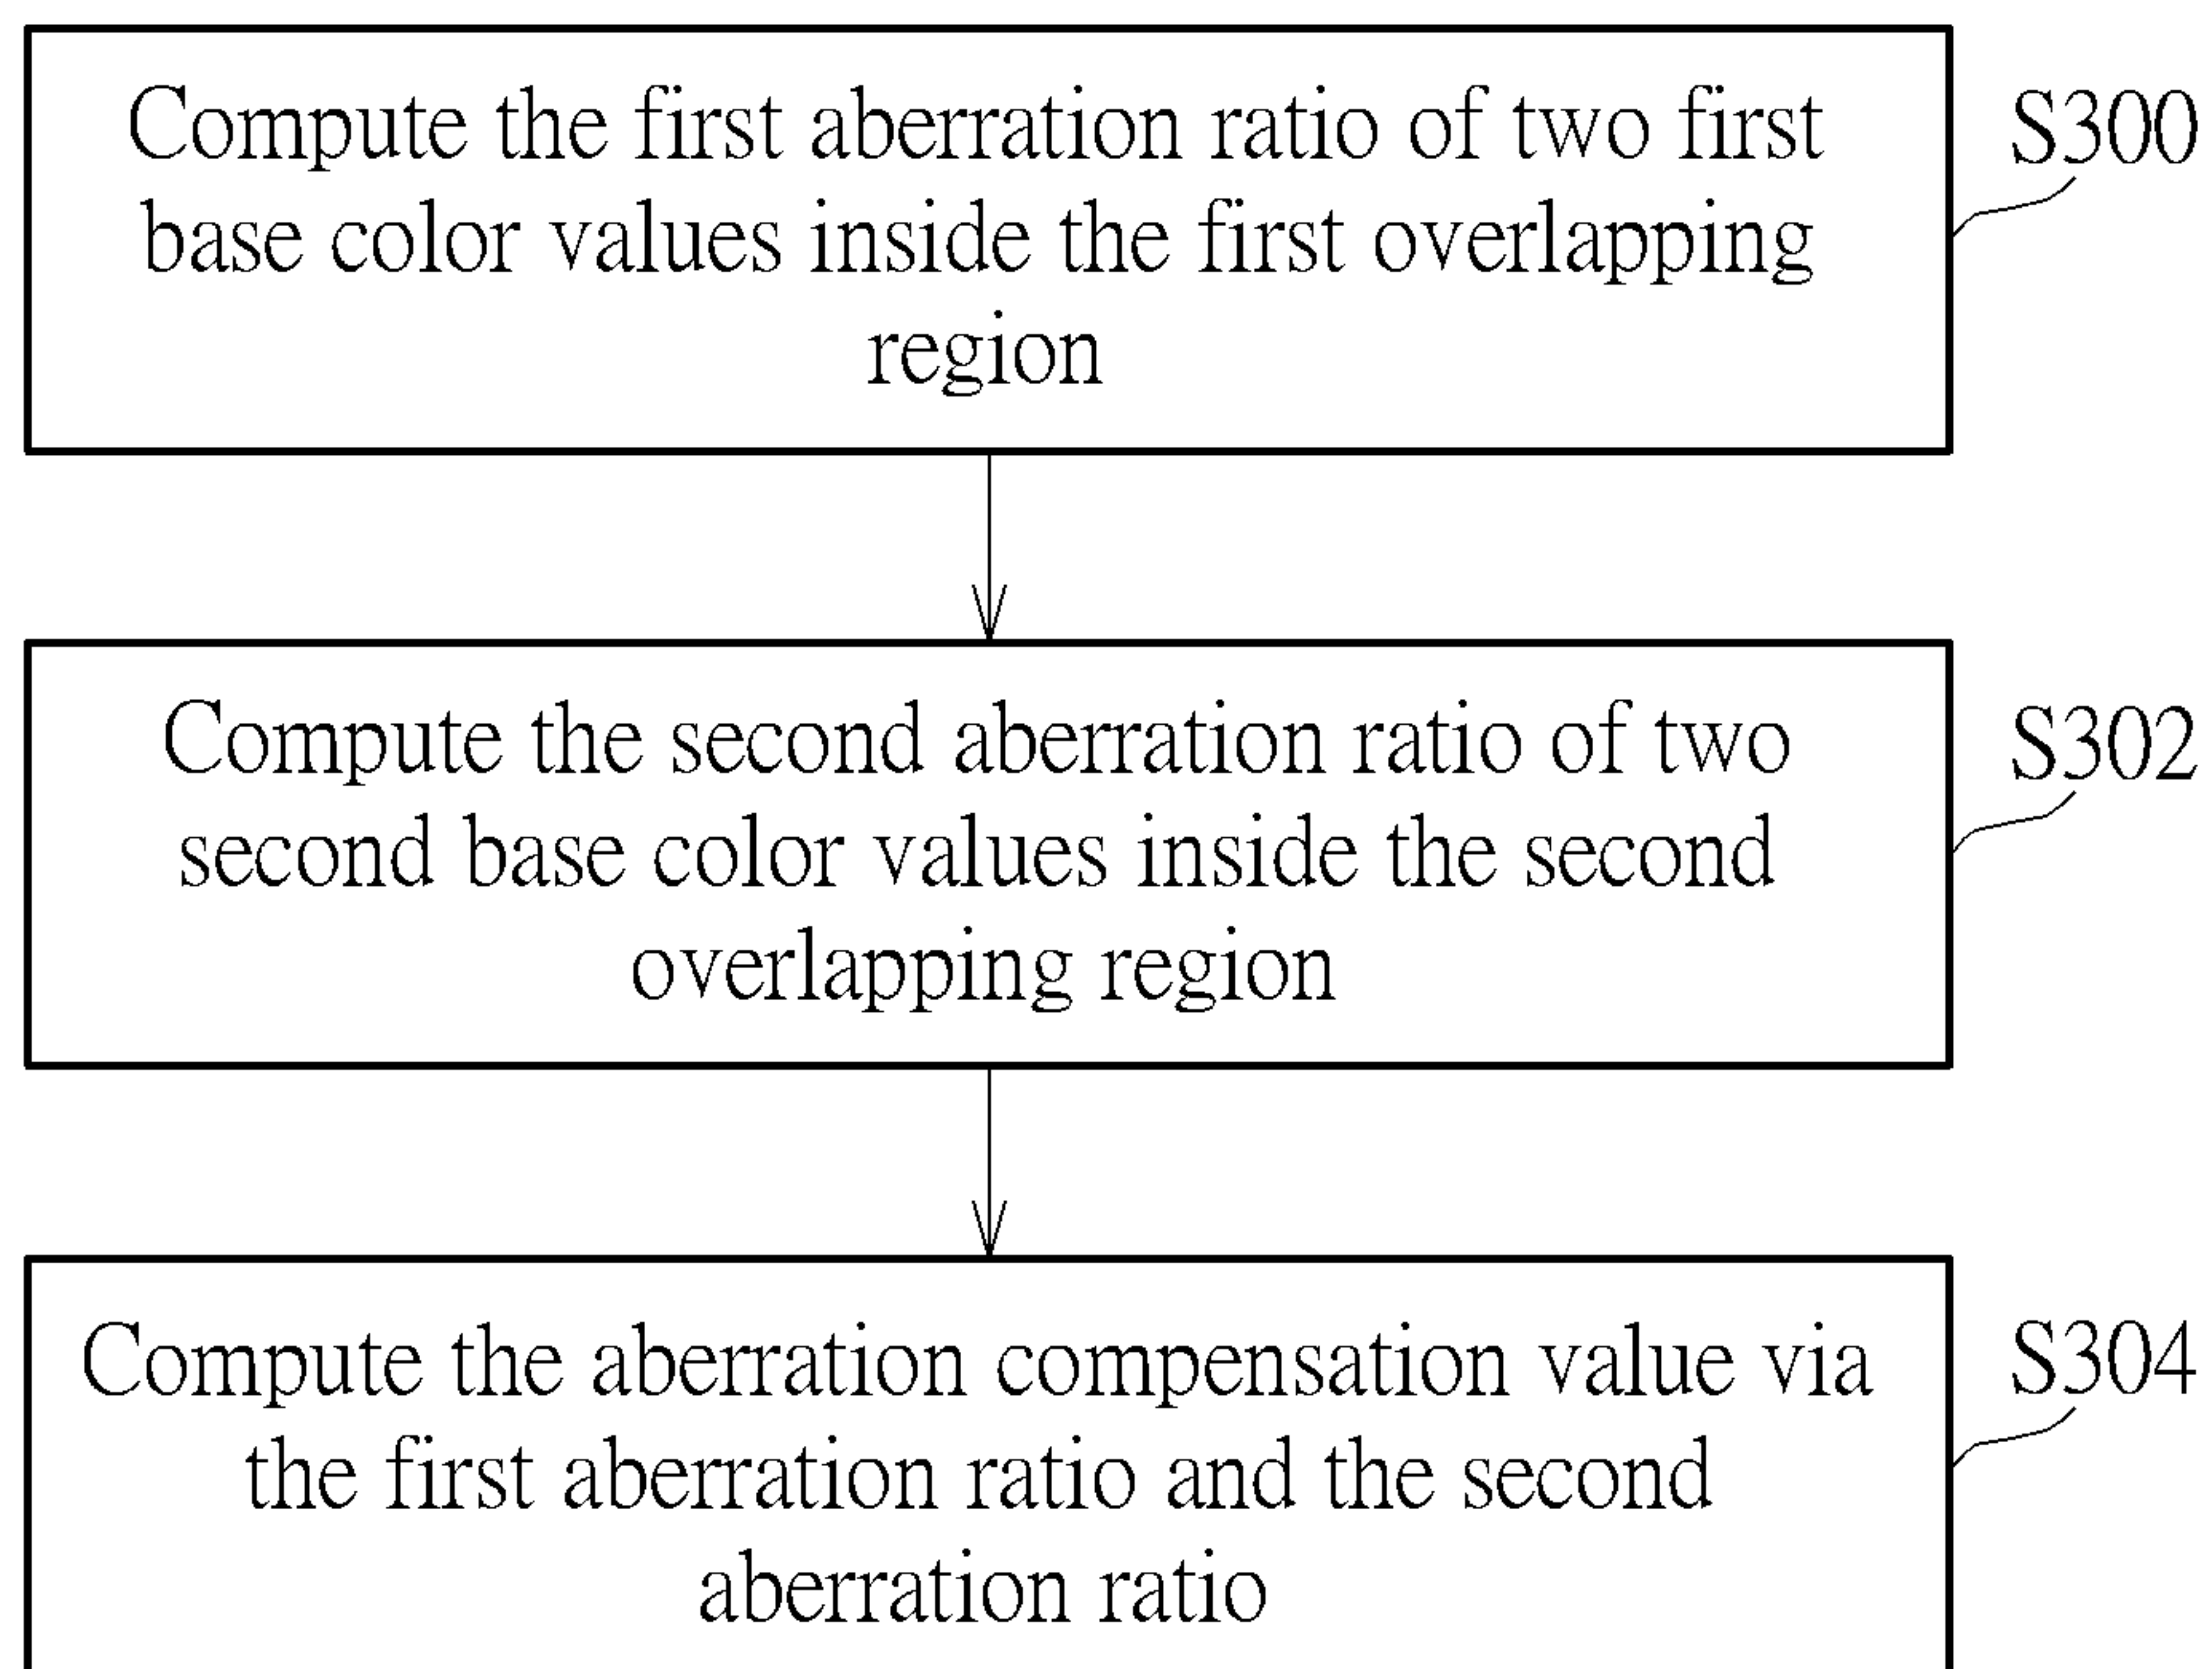 Compute the first aberration ratio of two first
base color values inside the first overlapping
region
S300
Compute the second aberration ratio of two
second base color values inside the second
overlapping region
S302
Compute the aberration compensation value via
the first aberration ratio and the second
aberration ratio
S304